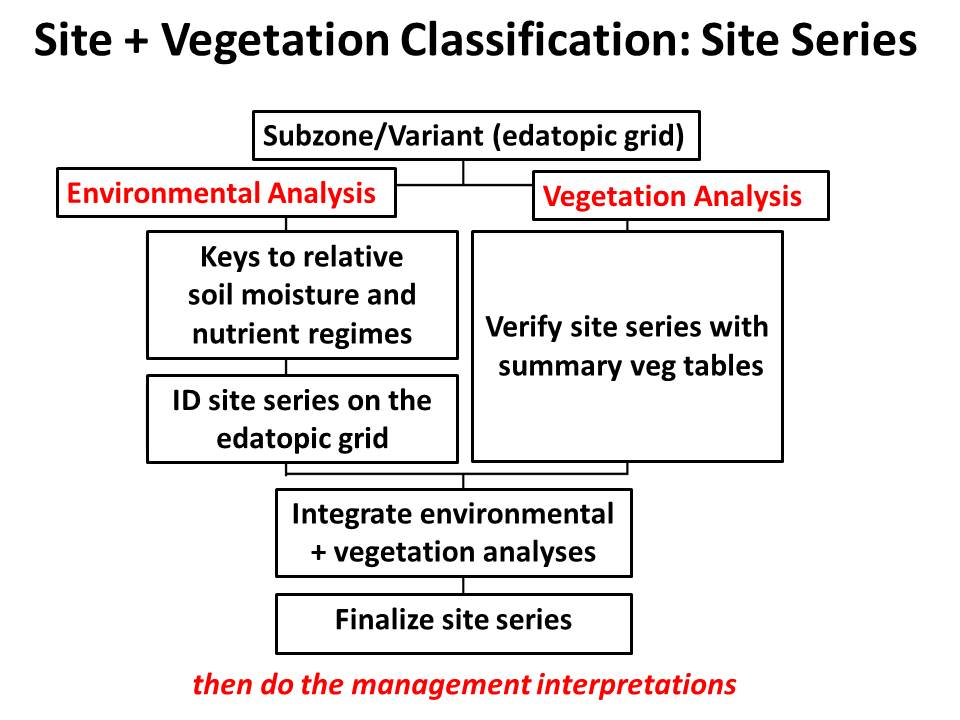 Site + Vegetation Classification: Site Series
Subzone/Variant (edatopic grid)
Environmental Analysis
Vegetation Analysis
Keys to relative
soil moisture and
nutrient regimes
Verify site series with
summary veg tables
ID site series on the
edatopic grid
Integrate environmental
+ vegetation analyses
Finalize site series
then do the management interpretations